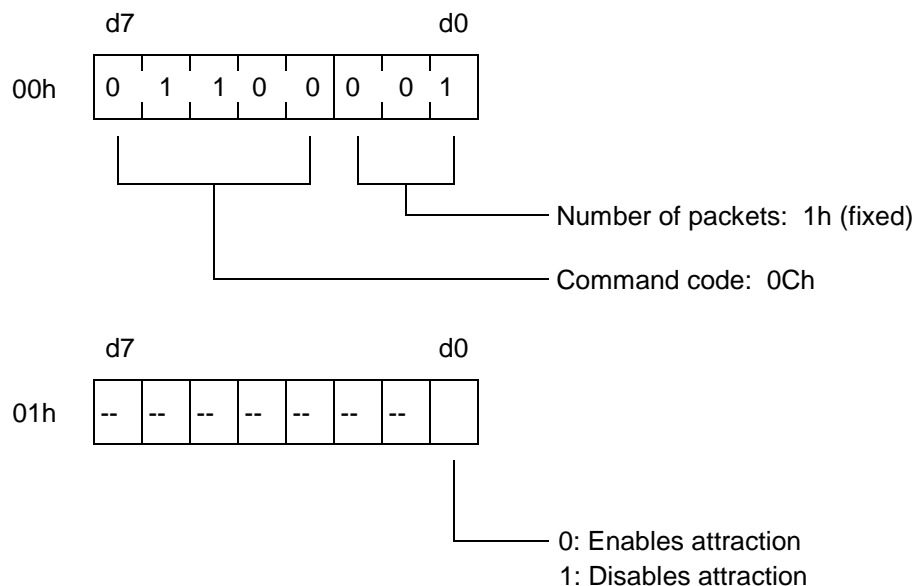 d7 d0
00h 0 1 1 0 0 0 0 1
Number of packets: 1h (fixed)
Command code: 0Ch
d7 d0
01h -- -- -- -- -- -- --
0: Enables attraction
1: Disables attraction